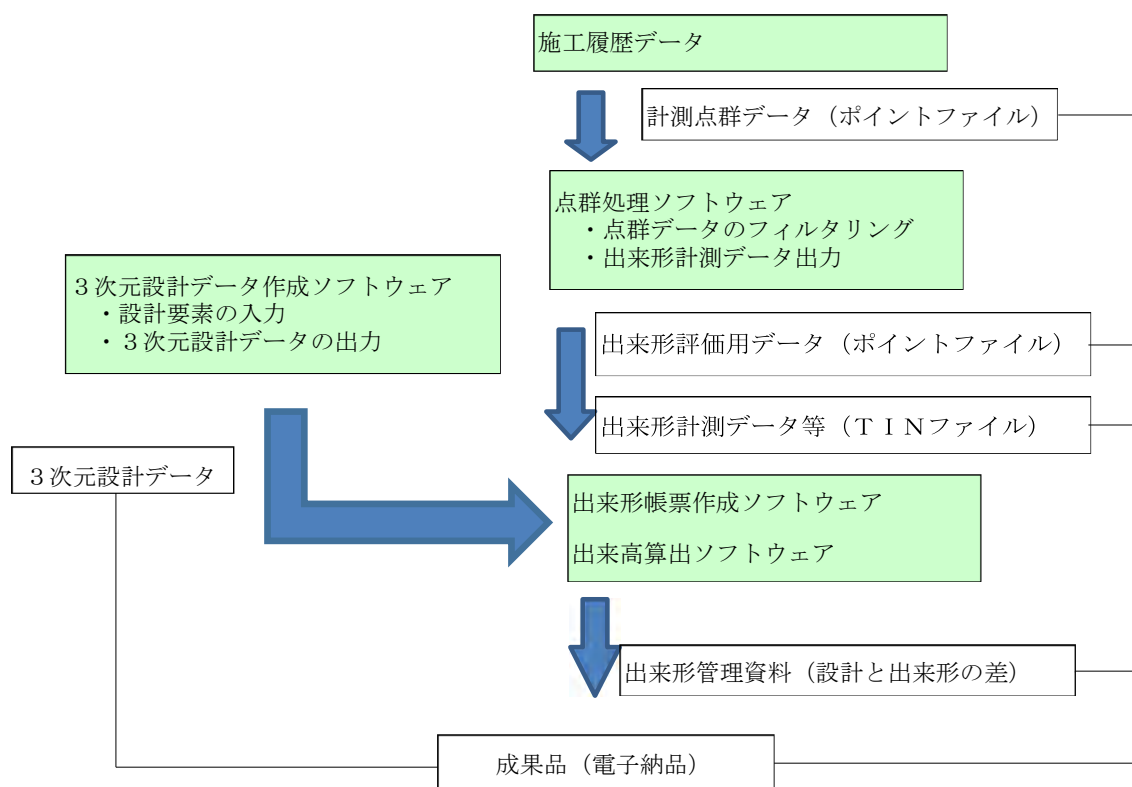 施工履歴データ
計測点群データ（ポイントファイル）
点群処理ソフトウェア
・点群データのフィルタリング
・出来形計測データ出力
３次元設計データ作成ソフトウェア
・設計要素の入力
・３次元設計データの出力
出来形評価用データ（ポイントファイル）
出来形計測データ等（ＴＩＮファイル）
３次元設計データ
出来形帳票作成ソフトウェア
出来高算出ソフトウェア
出来形管理資料（設計と出来形の差）
成果品（電子納品）